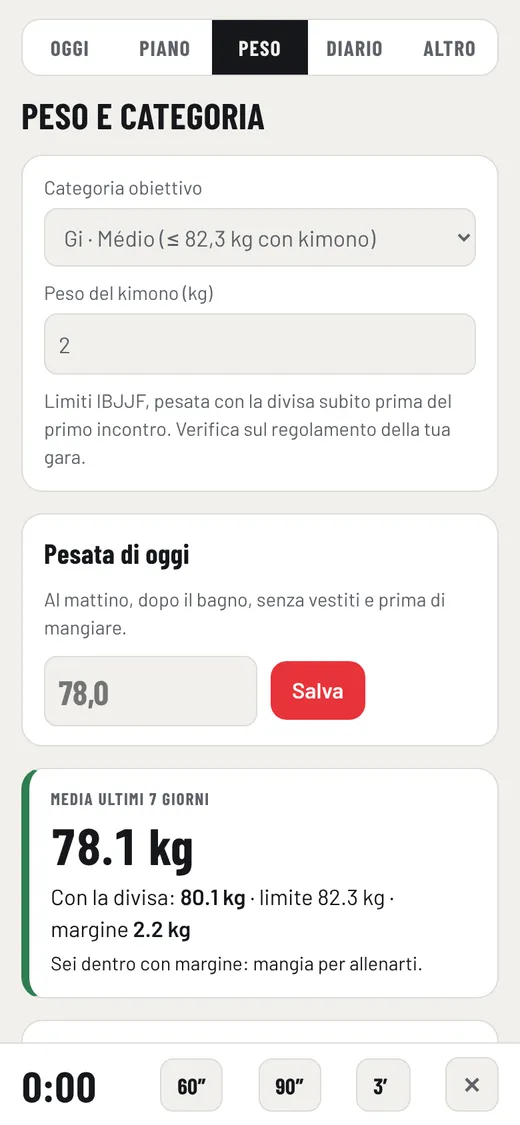 OGGI PIANO PESO DIARIO ALTRO
PESO E CATEGORIA
Categoria obiettivo
Gi · Médio (≤ 82,3 kg con kimono)
Peso del kimono (kg)
2
Limiti IBJJF, pesata con la divisa subito prima del
primo incontro. Verifica sul regolamento della tua
gara.
Pesata di oggi
Al mattino, dopo il bagno, senza vestiti e prima di
mangiare.
78,0 Salva
MEDIA ULTIMI 7 GIORNI
78.1 kg
Con la divisa: 80.1 kg · limite 82.3 kg ·
margine 2.2 kg
Sei dentro con margine: mangia per allenarti.
0:00 60″ 90″ 3′ ✕